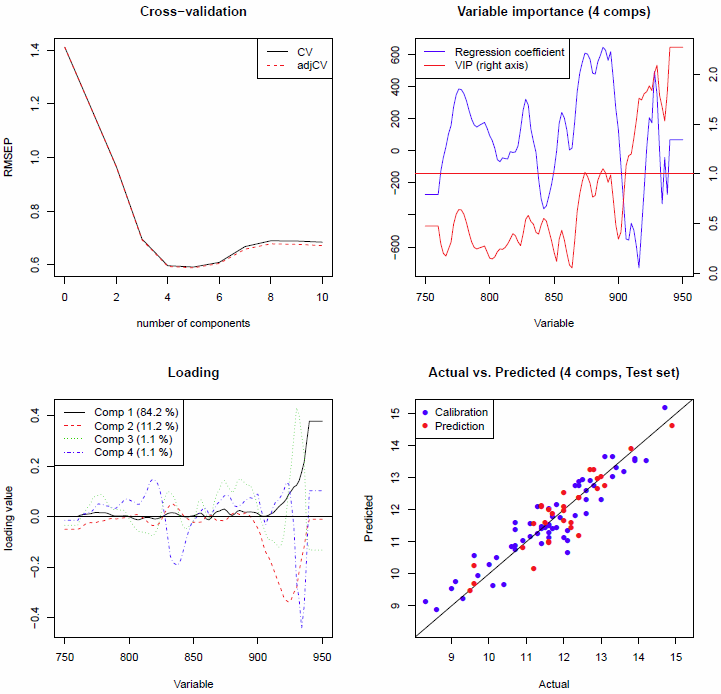 Cross−validation
CV
adjCV
RMSEP
1.4
1.2
1.0
0.8
0.6
0 2 4 6 8 10
number of components
Variable importance (4 comps)
Regression coefficient
VIP (right axis)
600
400
200
0
−200
−600
2.0
1.5
1.0
0.5
0.0
750 800 850 900 950
Variable
Loading
Comp 1 (84.2 %)
Comp 2 (11.2 %)
Comp 3 (1.1 %)
Comp 4 (1.1 %)
loading value
0.4
0.2
0.0
−0.2
−0.4
750 800 850 900 950
Variable
Actual vs. Predicted (4 comps, Test set)
Calibration
Prediction
Predicted
15
14
13
12
11
10
9
9 10 11 12 13 14 15
Actual